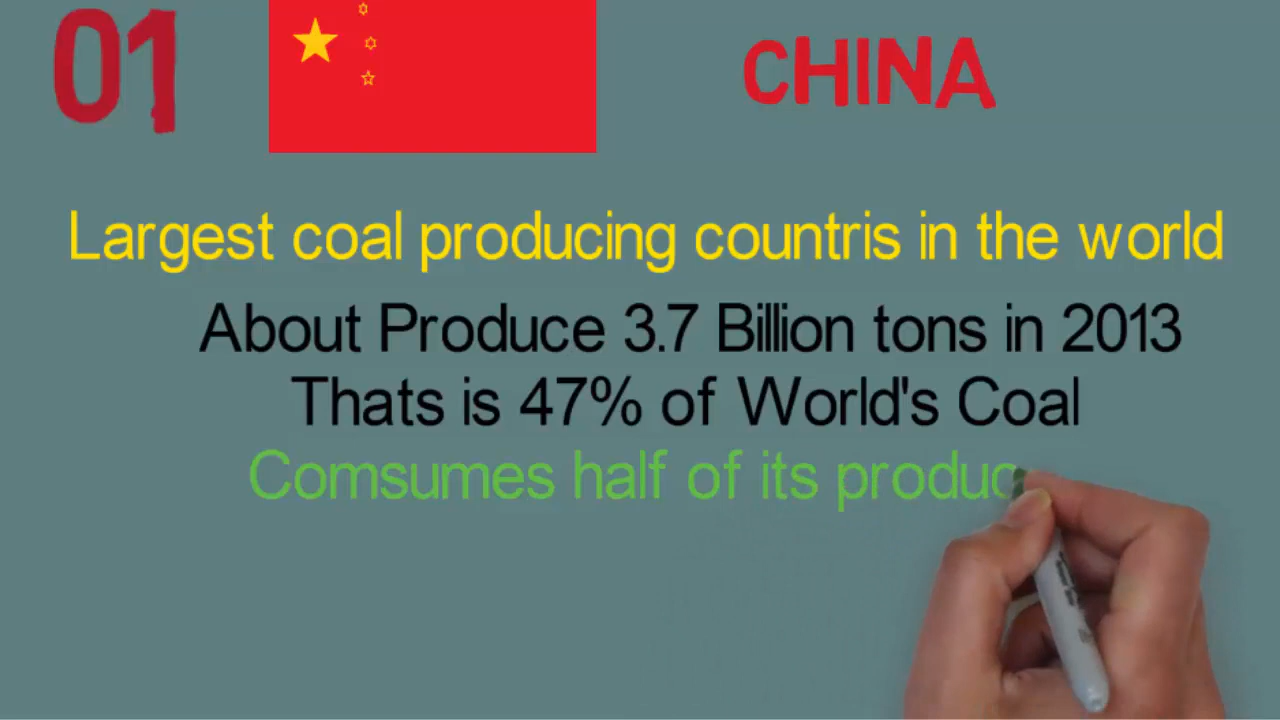 01
CHINA
Largest coal producing countris in the world
About Produce 3.7 Billion tons in 2013
Thats is 47% of World's Coal
Comsumes half of its produc